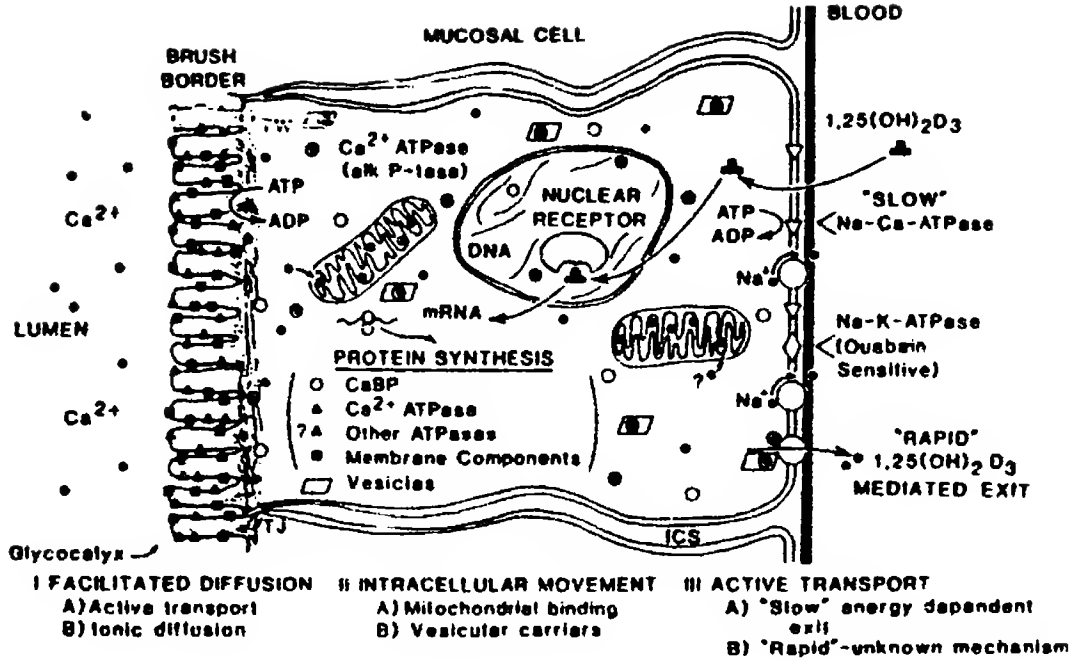 BLOOD
MUCOSAL CELL
BRUSH
BORDER
1,25(OH)₂D₃
Ca²⁺ ATPase
(alk P-tase)
ATP
ADP
Ca²⁺
NUCLEAR
RECEPTOR
DNA
"SLOW"
Na-Ca-ATPase
ATP
ADP
Na⁺
mRNA
LUMEN
PROTEIN SYNTHESIS
CaBP
Ca²⁺ ATPase
? Other ATPases
Membrane Components
Vesicles
Na-K-ATPase
(Ouabain
Sensitive)
?
Na⁺
Ca²⁺
"RAPID"
1,25(OH)₂D₃
MEDIATED EXIT
TJ
ICS
Glycocalyx
I FACILITATED DIFFUSION
A) Active transport
B) Ionic diffusion
II INTRACELLULAR MOVEMENT
A) Mitochondrial binding
B) Vesicular carriers
III ACTIVE TRANSPORT
A) "Slow" energy dependent
exit
B) "Rapid"-unknown mechanism